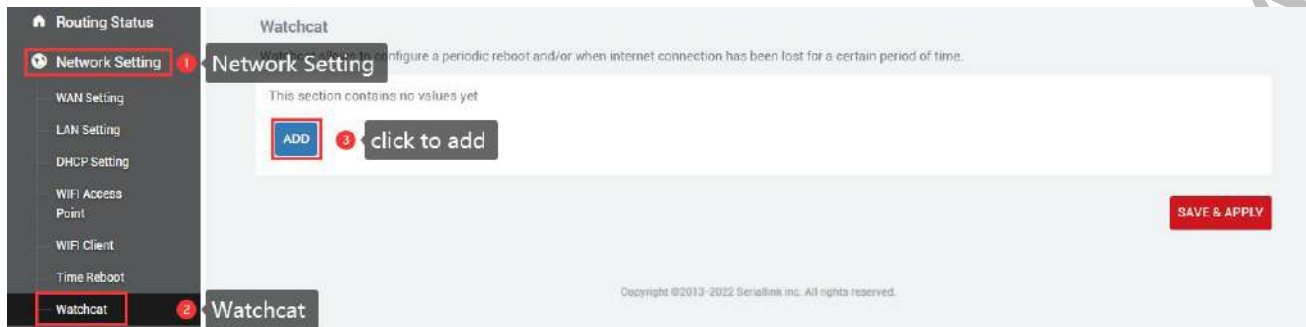 Routing Status
Network Setting
1
Network Setting
WAN Setting
LAN Setting
DHCP Setting
WIFI Access
Point
WIFI Client
Time Reboot
Watchcat
2
Watchcat
Watchcat
configure a periodic reboot and/or when internet connection has been lost for a certain period of time.
This section contains no values yet
ADD
3
click to add
SAVE & APPLY
Copyright ©2013-2022 Seriallink inc. All rights reserved.